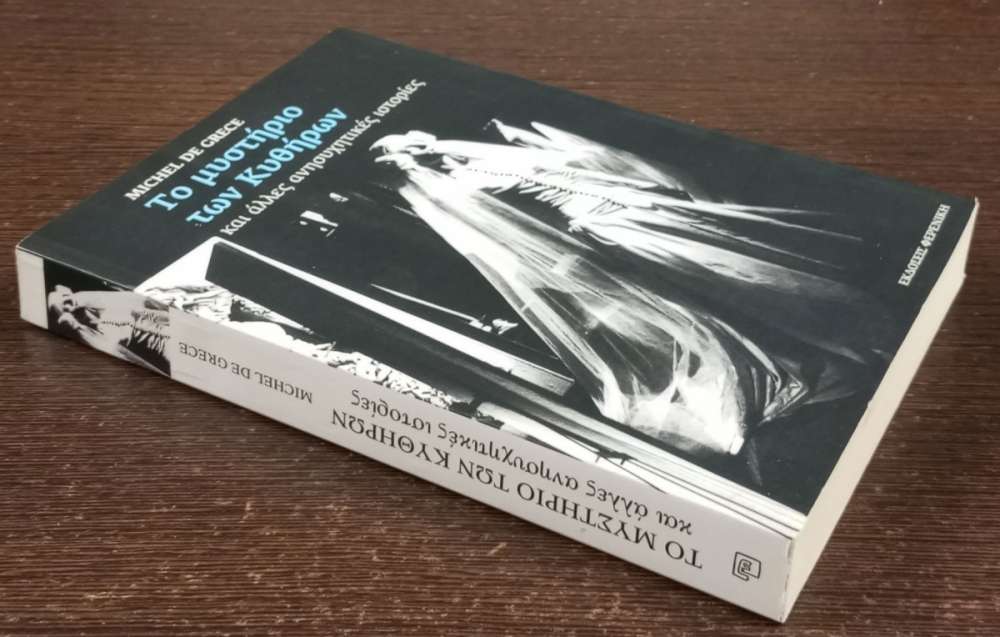 MICHEL DE GRECE
Το μυστήριο
των Κυθήρων
και άλλες ανησυχητικές ιστορίες
ΕΚΔΟΣΕΙΣ ΦΕΡΕΝΙΚΗ
MICHEL DE GRECE
ΤΟ ΜΥΣΤΗΡΙΟ ΤΩΝ ΚΥΘΗΡΩΝ
και άλλες ανησυχητικές ιστορίες